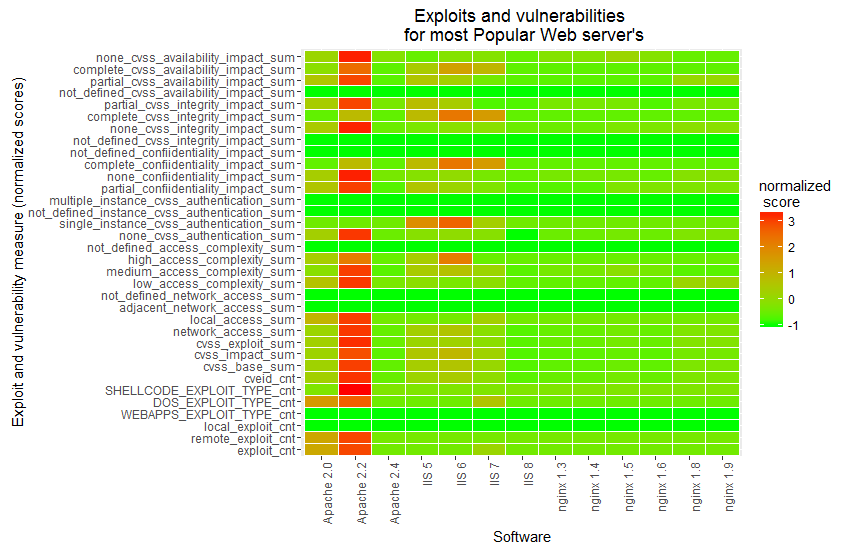 Exploits and vulnerabilities
for most Popular Web server's
Exploit and vulnerability measure (normalized scores)
none_cvss_availability_impact_sum
complete_cvss_availability_impact_sum
partial_cvss_availability_impact_sum
not_defined_cvss_availability_impact_sum
partial_cvss_integrity_impact_sum
complete_cvss_integrity_impact_sum
none_cvss_integrity_impact_sum
not_defined_cvss_integrity_impact_sum
not_defined_confiidentiality_impact_sum
complete_confiidentiality_impact_sum
none_confiidentiality_impact_sum
partial_confiidentiality_impact_sum
multiple_instance_cvss_authentication_sum
not_defined_instance_cvss_authentication_sum
single_instance_cvss_authentication_sum
none_cvss_authentication_sum
not_defined_access_complexity_sum
high_access_complexity_sum
medium_access_complexity_sum
low_access_complexity_sum
not_defined_network_access_sum
adjacent_network_access_sum
local_access_sum
network_access_sum
cvss_exploit_sum
cvss_impact_sum
cvss_base_sum
cveid_cnt
SHELLCODE_EXPLOIT_TYPE_cnt
DOS_EXPLOIT_TYPE_cnt
WEBAPPS_EXPLOIT_TYPE_cnt
local_exploit_cnt
remote_exploit_cnt
exploit_cnt
Apache 2.0
Apache 2.2
Apache 2.4
IIS 5
IIS 6
IIS 7
IIS 8
nginx 1.3
nginx 1.4
nginx 1.5
nginx 1.6
nginx 1.8
nginx 1.9
Software
normalized
score
3
2
1
0
-1